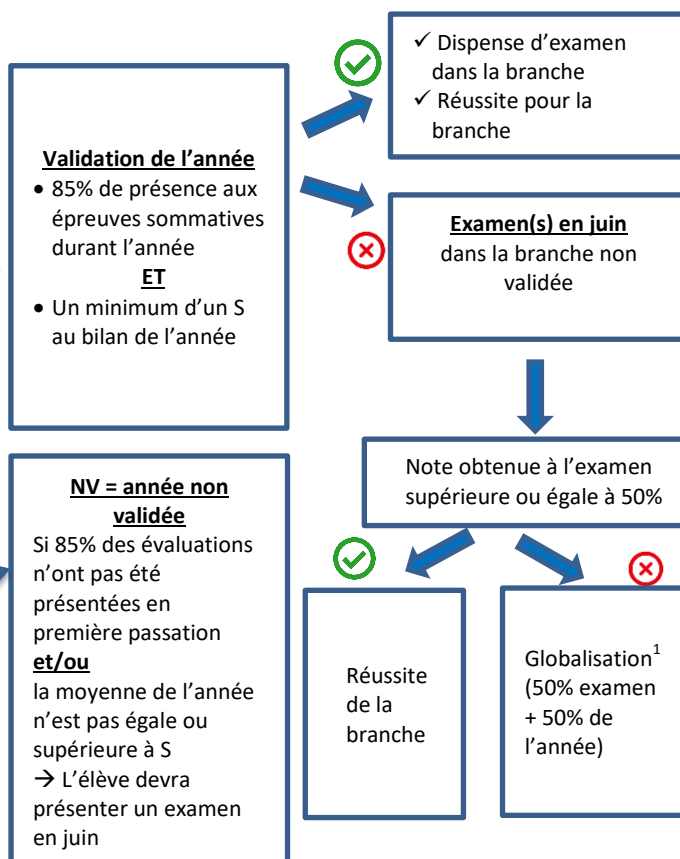 ✓ Dispense d’examen
dans la branche
✓ Réussite pour la
branche
Validation de l’année
• 85% de présence aux
épreuves sommatives
durant l’année
ET
• Un minimum d’un S
au bilan de l’année
Examen(s) en juin
dans la branche non
validée
Note obtenue à l’examen
supérieure ou égale à 50%
NV = année non
validée
Si 85% des évaluations
n’ont pas été
présentées en
première passation
et/ou
la moyenne de l’année
n’est pas égale ou
supérieure à S
→ L’élève devra
présenter un examen
en juin
Réussite
de la
branche
Globalisation¹
(50% examen
+ 50% de
l’année)